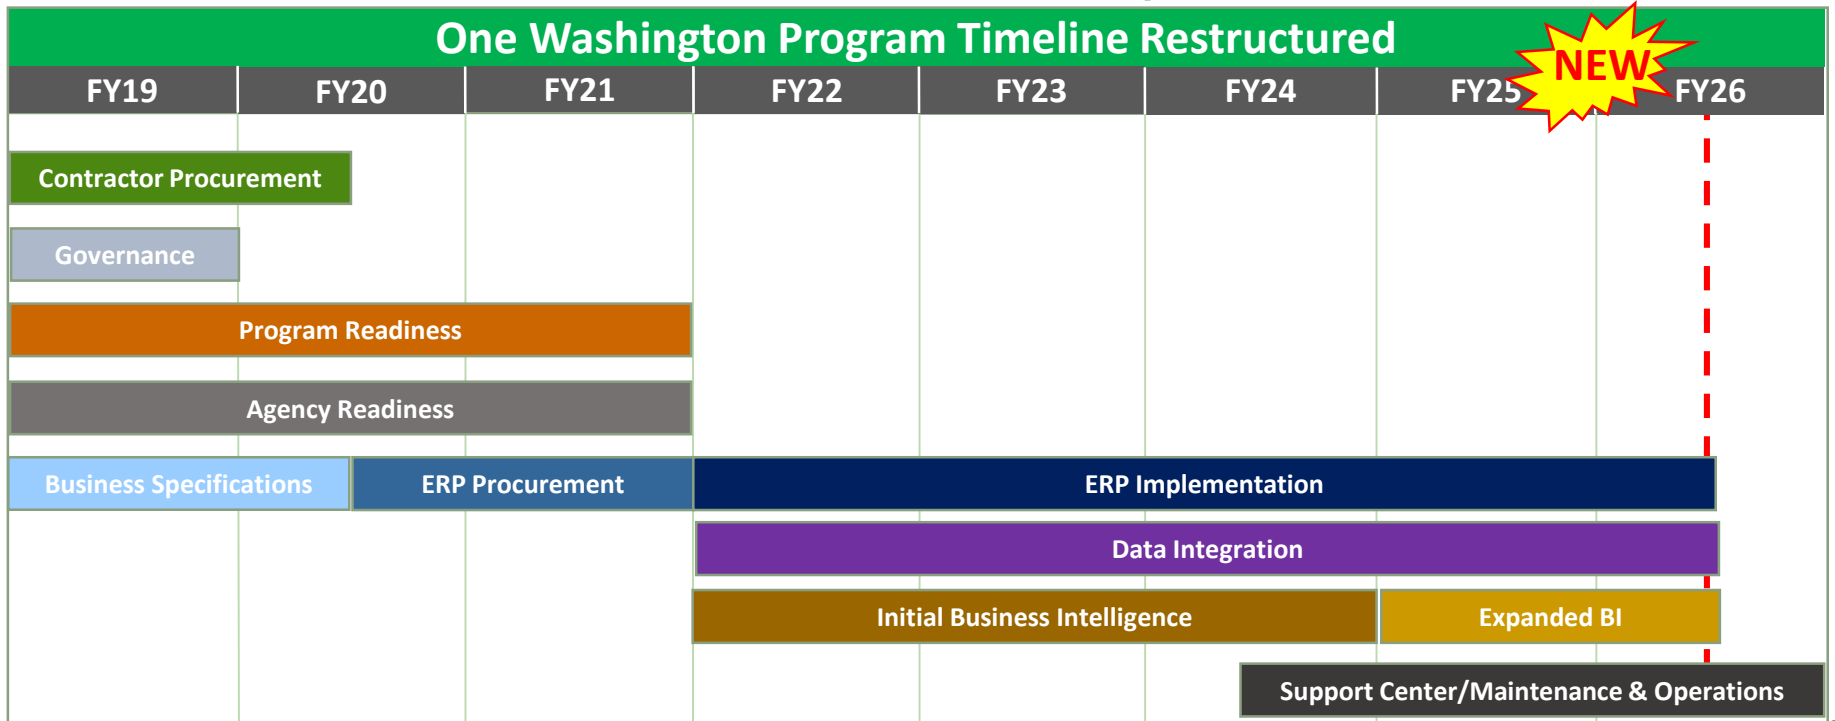 One Washington Program Timeline Restructured
NEW
FY19
FY20
FY21
FY22
FY23
FY24
FY25
FY26
Contractor Procurement
Governance
Program Readiness
Agency Readiness
Business Specifications
ERP Procurement
ERP Implementation
Data Integration
Initial Business Intelligence
Expanded BI
Support Center/Maintenance & Operations